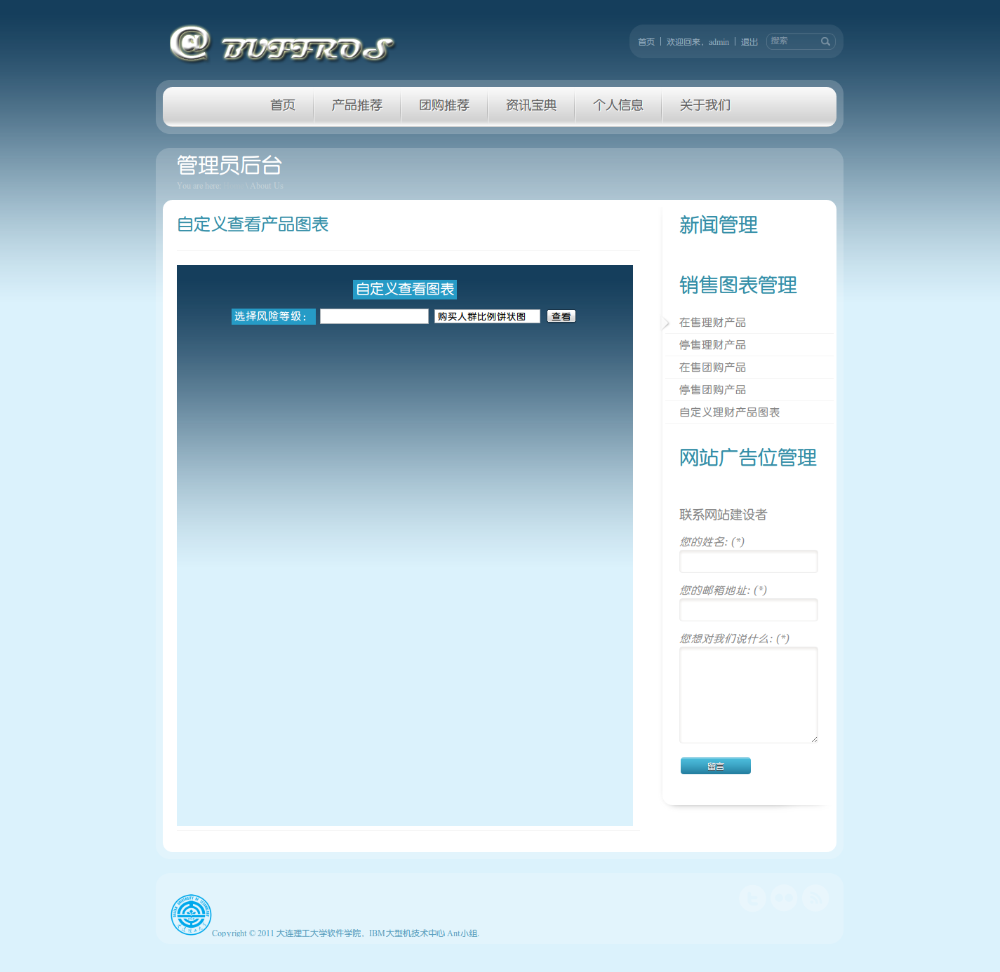 @ BUFFROS
首页 欢迎回来，admin 退出 搜索
首页 产品推荐 团购推荐 资讯宝典 个人信息 关于我们
管理员后台
You are here: About Us
自定义查看产品图表
自定义查看图表
选择风险等级： 购买人群比例饼状图 查看
新闻管理
销售图表管理
在售理财产品
停售理财产品
在售团购产品
停售团购产品
自定义理财产品图表
网站广告位管理
联系网站建设者
您的姓名: (*)
您的邮箱地址: (*)
您想对我们说什么: (*)
留言
Copyright © 2011 大连理工大学软件学院，IBM大型机技术中心 Ant小组.